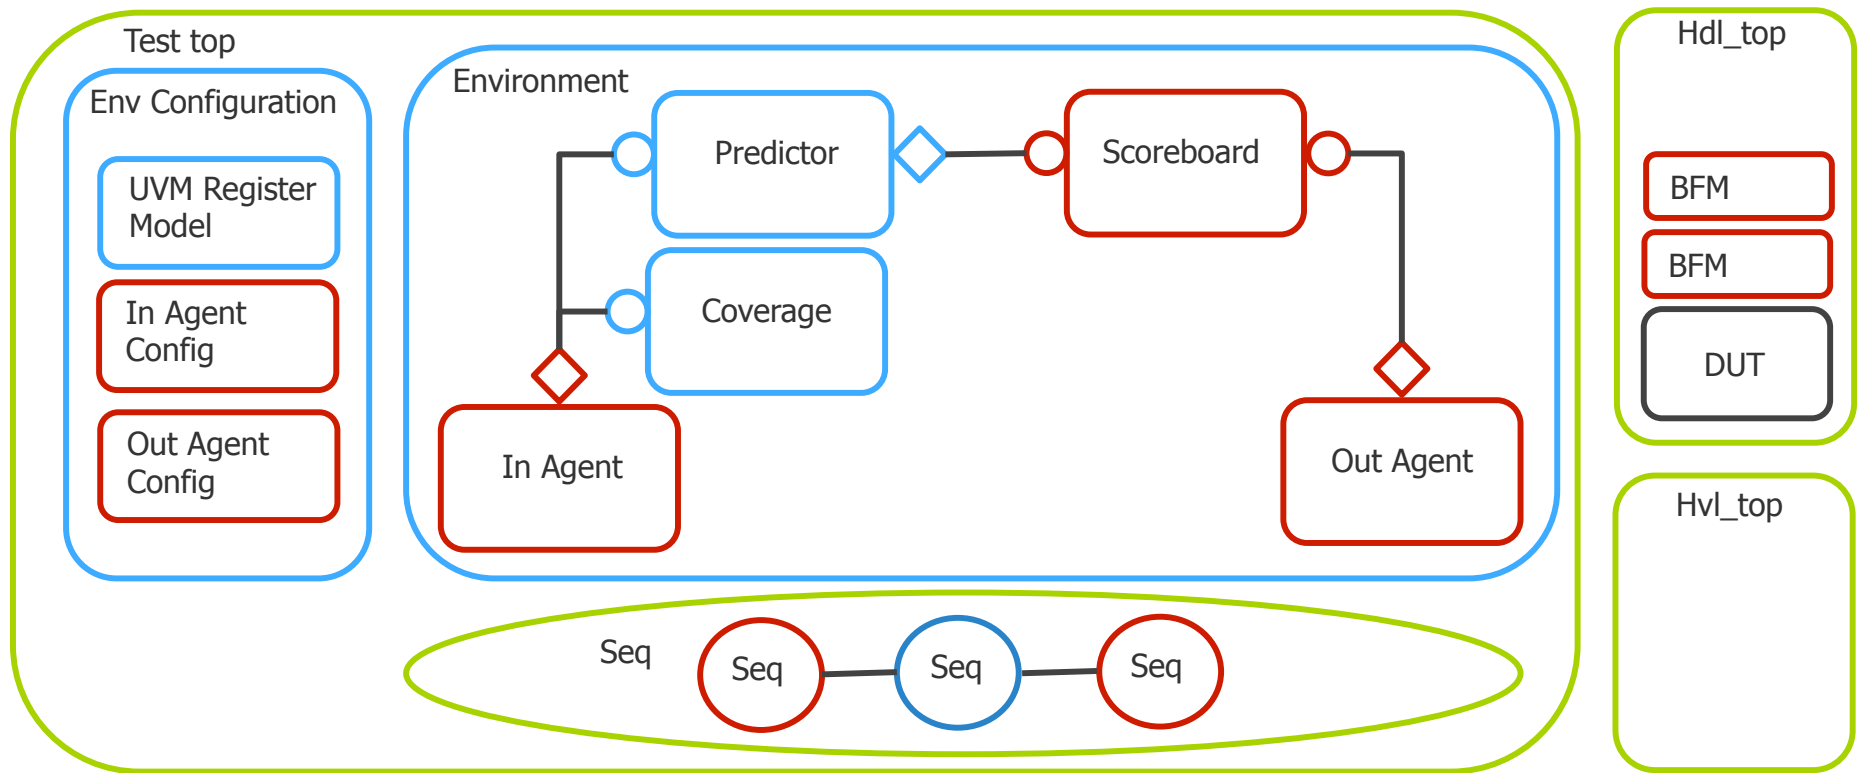 Test top
Env Configuration
UVM Register
Model
In Agent
Config
Out Agent
Config
Environment
Predictor
Scoreboard
Coverage
In Agent
Out Agent
Seq
Seq
Seq
Seq
Hdl_top
BFM
BFM
DUT
Hvl_top